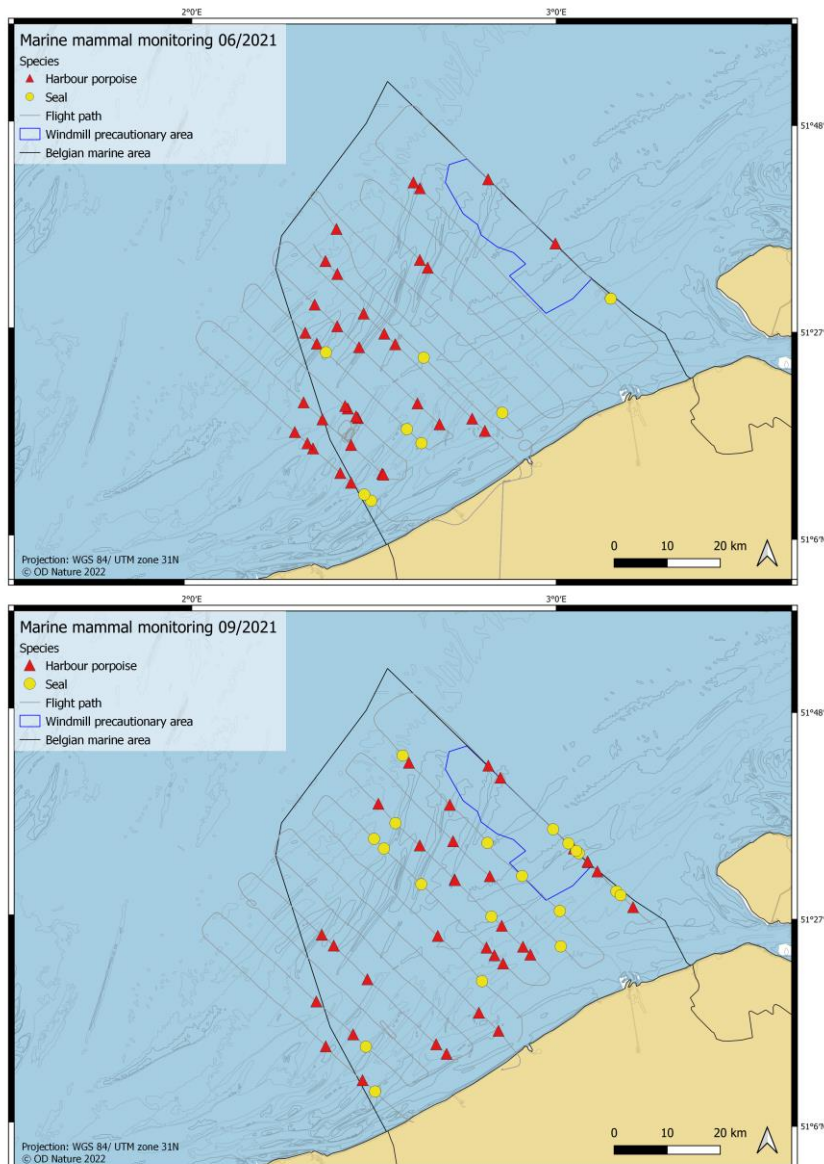 2°0'E 3°0'E
Marine mammal monitoring 06/2021
Species
Harbour porpoise
Seal
Flight path
Windmill precautionary area
Belgian marine area
51°48'
51°27'
51°6'N
Projection: WGS 84/ UTM zone 31N
© OD Nature 2022
0 10 20 km
2°0'E 3°0'E
Marine mammal monitoring 09/2021
Species
Harbour porpoise
Seal
Flight path
Windmill precautionary area
Belgian marine area
51°48'
51°27'
51°6'N
Projection: WGS 84/ UTM zone 31N
© OD Nature 2022
0 10 20 km